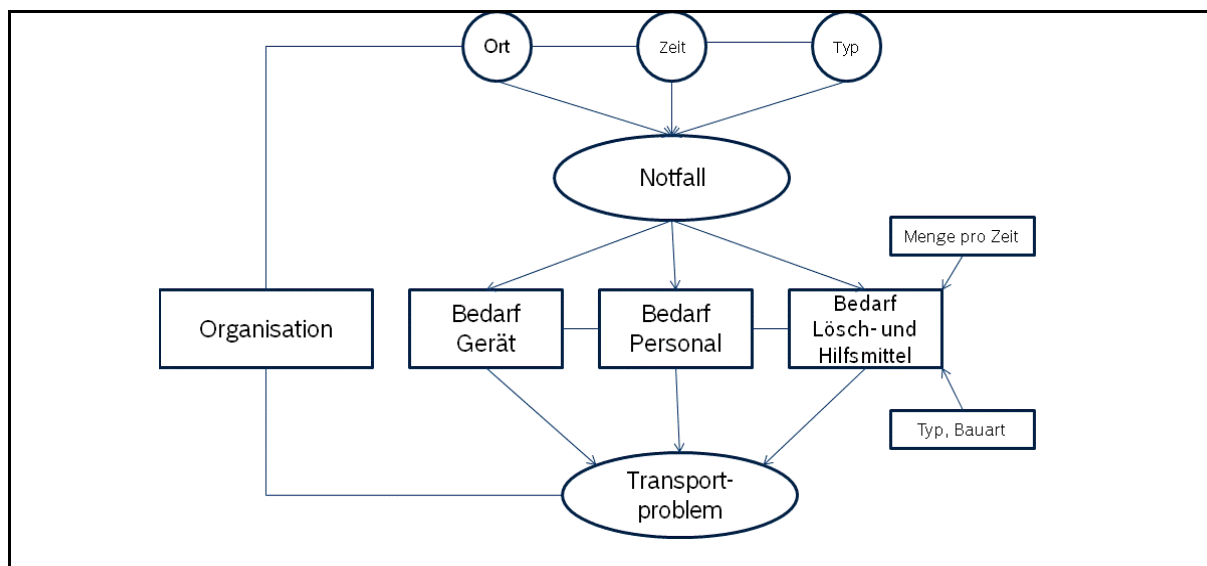 Ort
Zeit
Typ
Notfall
Menge pro Zeit
Organisation
Bedarf
Gerät
Bedarf
Personal
Bedarf
Lösch- und
Hilfsmittel
Typ, Bauart
Transport-
problem